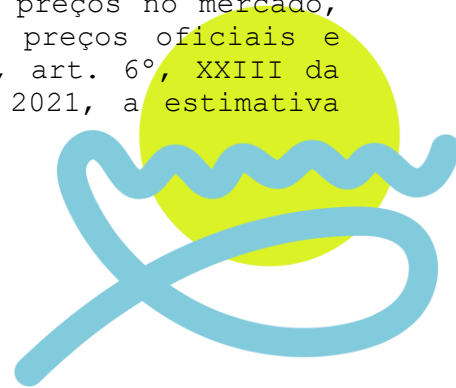 preços no mercado,
preços oficiais e
, art. 6º, XXIII da
2021, a estimativa